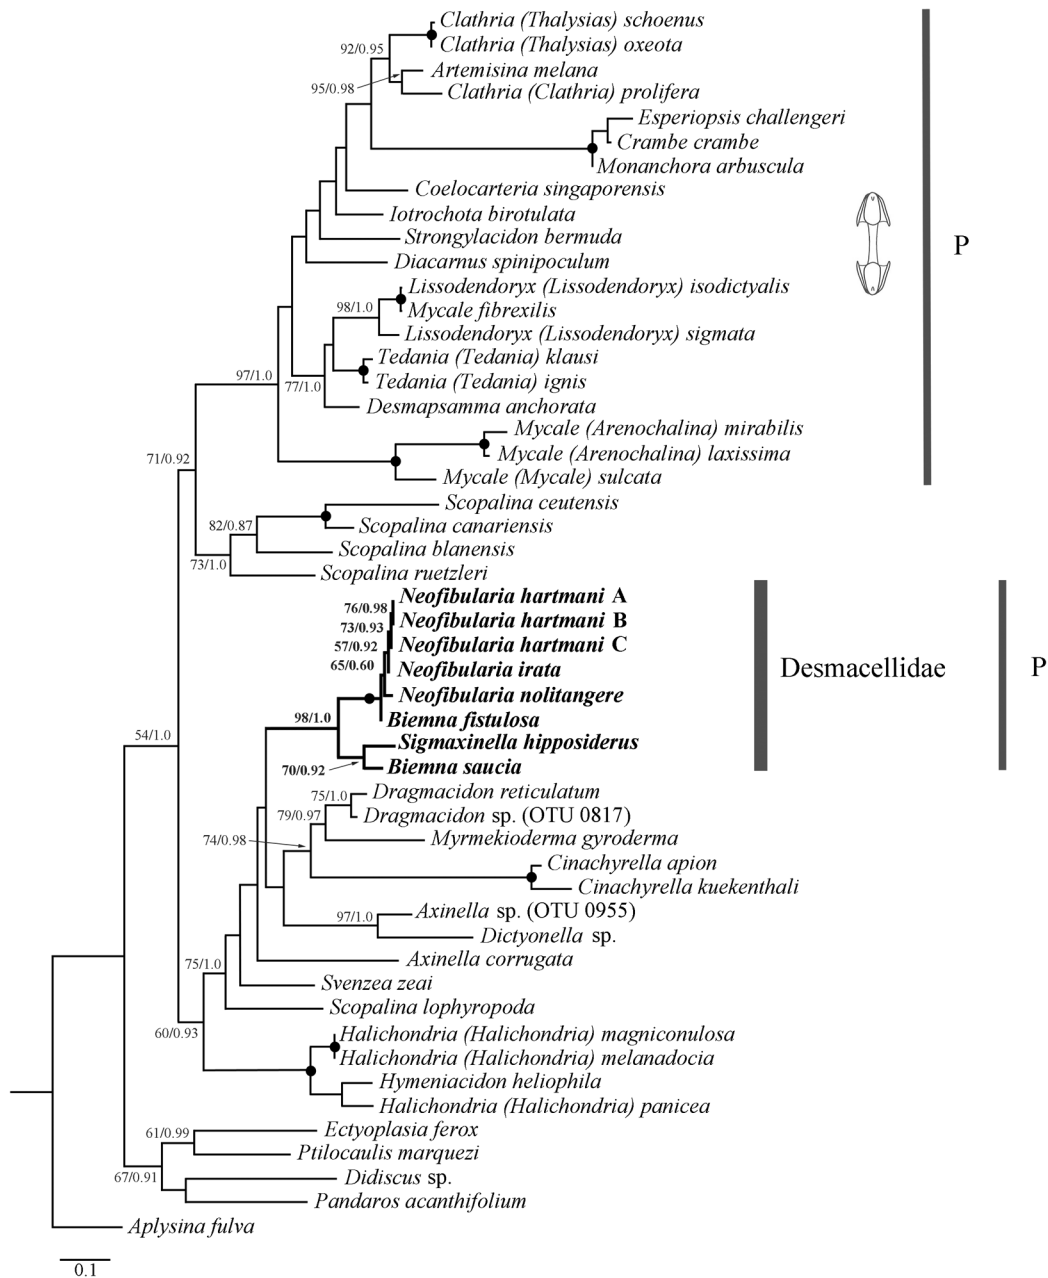 Clathria (Thalysias) schoenus
92/0.95
Clathria (Thalysias) oxeota
Artemisina melana
95/0.98
Clathria (Clathria) prolifera
Esperiopsis challengeri
Crambe crambe
Monanchora arbuscula
Coelocarteria singaporensis
Iotrochota birotulata
Strongylacidon bermuda
P
Diacarnus spinipoculum
Lissodendoryx (Lissodendoryx) isodictyalis
98/1.0
Mycale fibrexilis
Lissodendoryx (Lissodendoryx) sigmata
Tedania (Tedania) klausi
97/1.0
77/1.0
Tedania (Tedania) ignis
Desmapsamma anchorata
Mycale (Arenochalina) mirabilis
Mycale (Arenochalina) laxissima
71/0.92
Mycale (Mycale) sulcata
Scopalina ceutensis
82/0.87
Scopalina canariensis
Scopalina blanensis
73/1.0
Scopalina ruetzleri
Neofibularia hartmani A
76/0.98
Neofibularia hartmani B
73/0.93
Neofibularia hartmani C
57/0.92
65/0.60
Neofibularia irata
Desmacellidae
P
Neofibularia nolitangere
98/1.0
Biemna fistulosa
54/1.0
Sigmaxinella hipposiderus
70/0.92
Biemna saucia
Dragmacidon reticulatum
75/1.0
79/0.97
Dragmacidon sp. (OTU 0817)
74/0.98
Myrmekioderma gyroderma
Cinachyrella apion
Cinachyrella kuekenthali
97/1.0
Axinella sp. (OTU 0955)
Dictyonella sp.
Axinella corrugata
75/1.0
Svenzea zeai
Scopalina lophyropoda
60/0.93
Halichondria (Halichondria) magniconulosa
Halichondria (Halichondria) melanadocia
Hymeniacidon heliophila
Halichondria (Halichondria) panicea
61/0.99
Ectyoplasia ferox
Ptilocaulis marquezi
67/0.91
Didiscus sp.
Pandaros acanthifolium
Aplysina fulva
0.1